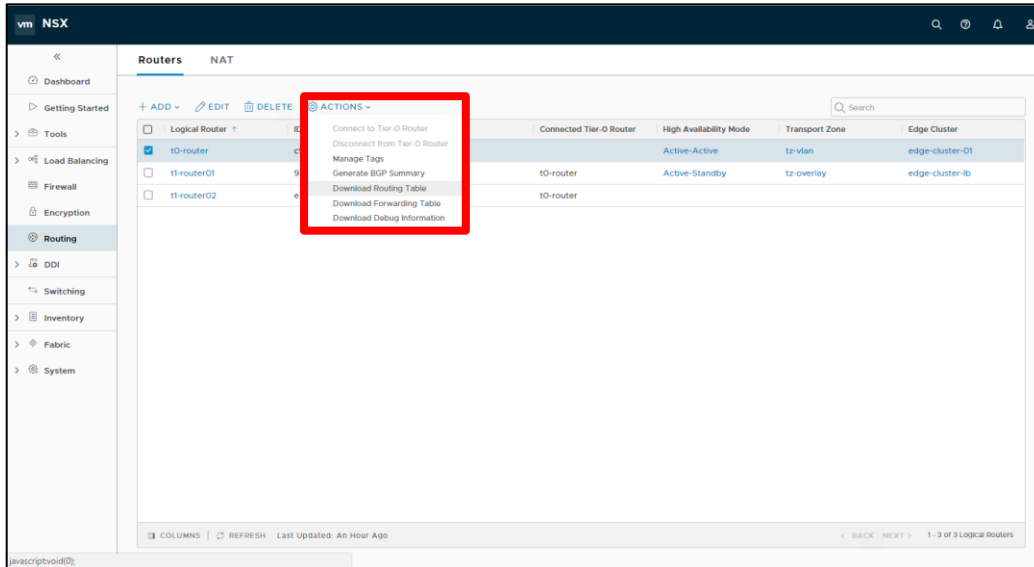 vm NSX
Routers NAT
Dashboard
Getting Started
Tools
Load Balancing
Firewall
Encryption
Routing
DDI
Switching
Inventory
Fabric
System
+ ADD EDIT DELETE ACTIONS Search
Logical Router ↑ Connected Tier-0 Router High Availability Mode Transport Zone Edge Cluster
t0-router Active-Active tz-vlan edge-cluster-01
t1-router01 9 t0-router Active-Standby tz-overlay edge-cluster-lb
t1-router02 e t0-router
Connect to Tier-0 Router
Disconnect from Tier-0 Router
Manage Tags
Generate BGP Summary
Download Routing Table
Download Forwarding Table
Download Debug Information
COLUMNS REFRESH Last Updated: An Hour Ago < BACK NEXT > 1 - 3 of 3 Logical Routers
javascript:void(0);